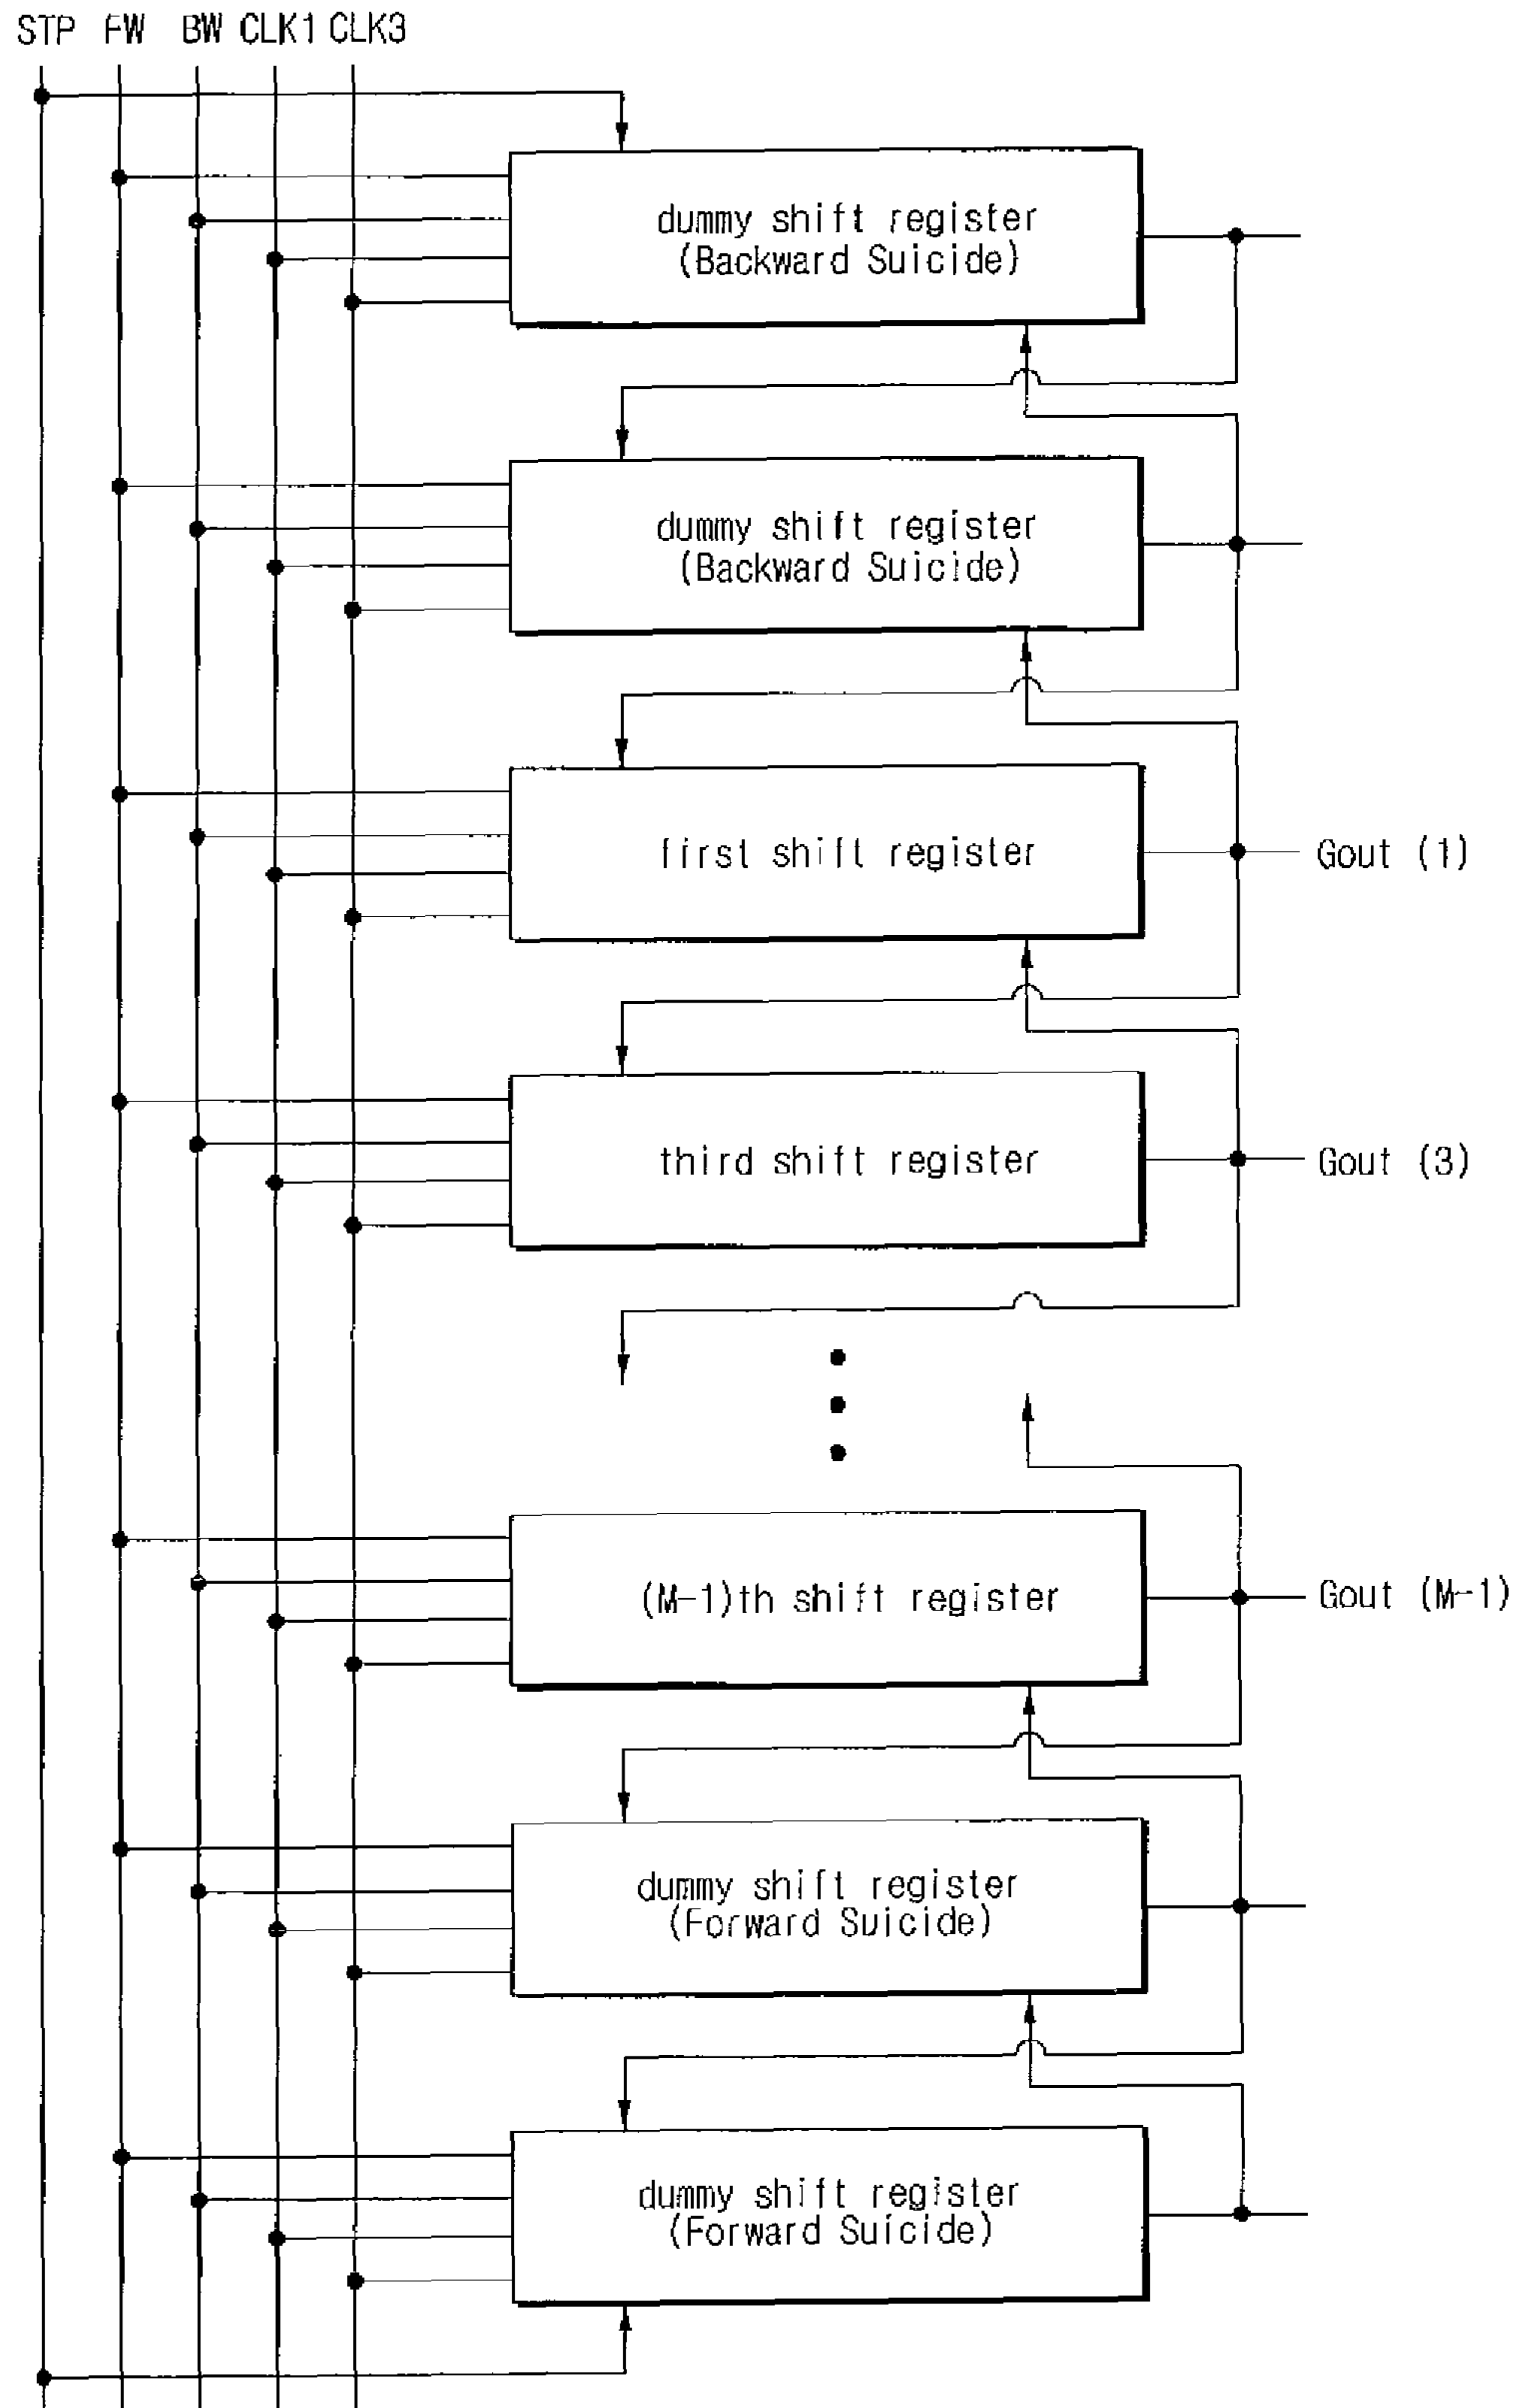 STP FW BW CLK1 CLK3
dummy shift register
(Backward Suicide)
dummy shift register
(Backward Suicide)
first shift register
Gout (1)
third shift register
Gout (3)
(M-1)th shift register
Gout (M-1)
dummy shift register
(Forward Suicide)
dummy shift register
(Forward Suicide)